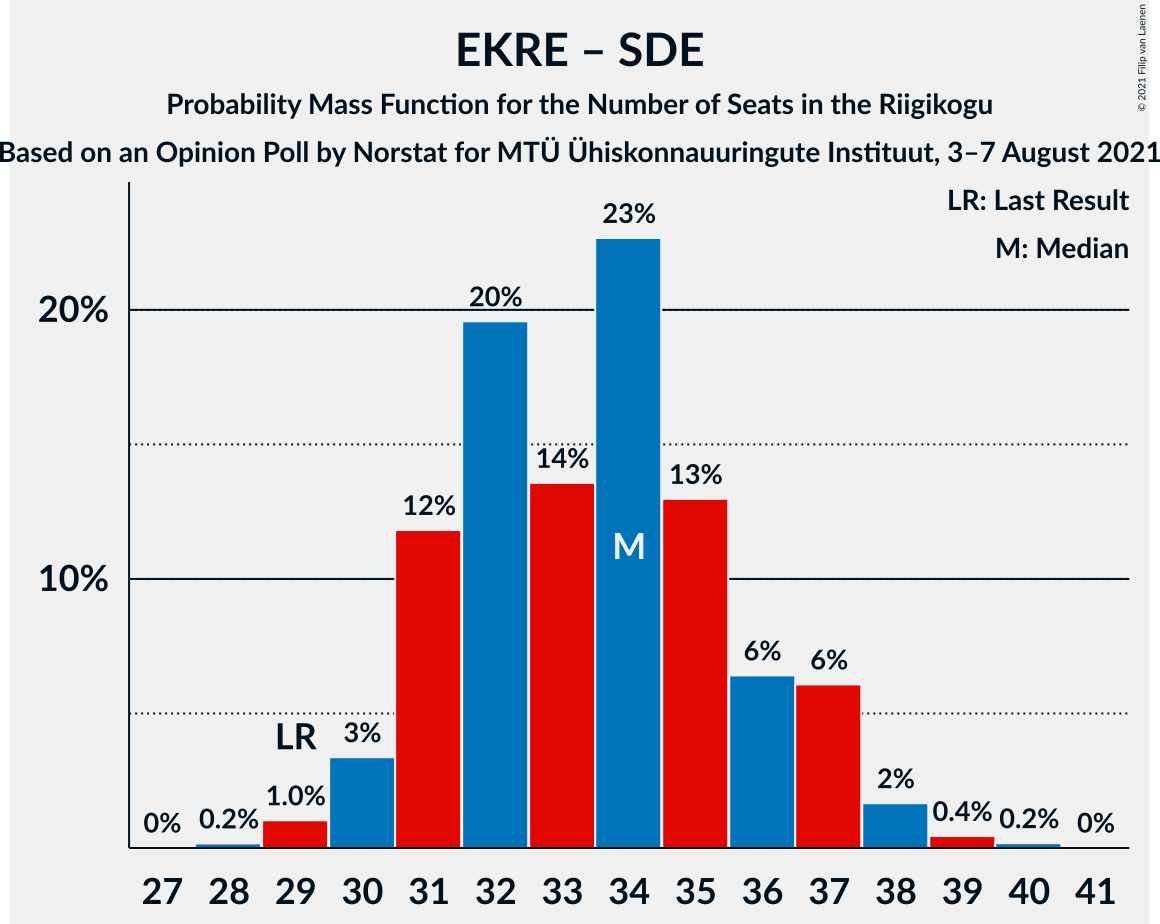 EKRE – SDE
Probability Mass Function for the Number of Seats in the Riigikogu
Based on an Opinion Poll by Norstat for MTÜ Ühiskonnauuringute Instituut, 3–7 August 2021
© 2021 Filip van Laenen
LR: Last Result
M: Median
20%
10%
0%
0.2%
1.0%
LR
3%
12%
20%
14%
23%
M
13%
6%
6%
2%
0.4%
0.2%
0%
27 28 29 30 31 32 33 34 35 36 37 38 39 40 41